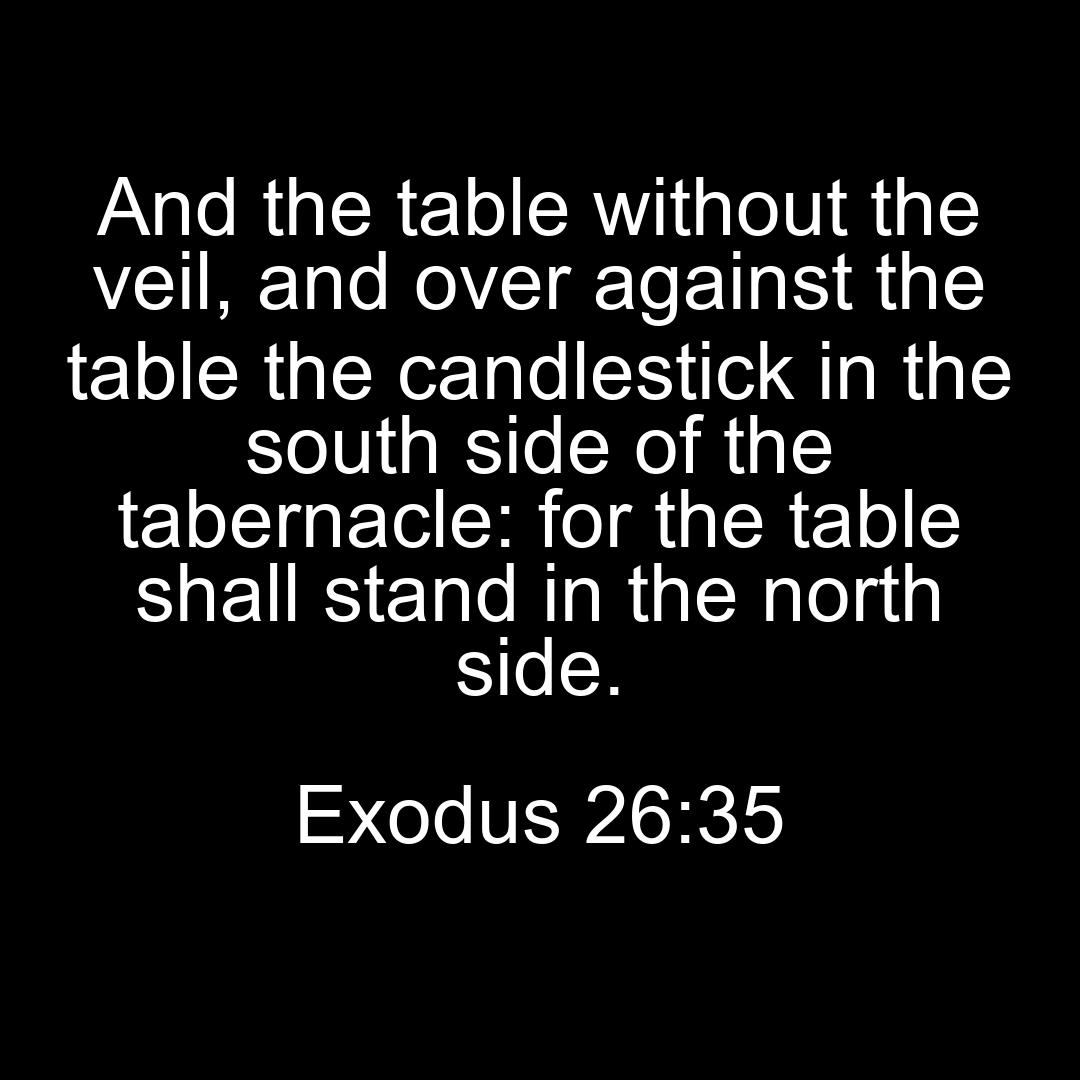 And the table without the
veil, and over against the
table the candlestick in the
south side of the
tabernacle: for the table
shall stand in the north
side.
Exodus 26:35